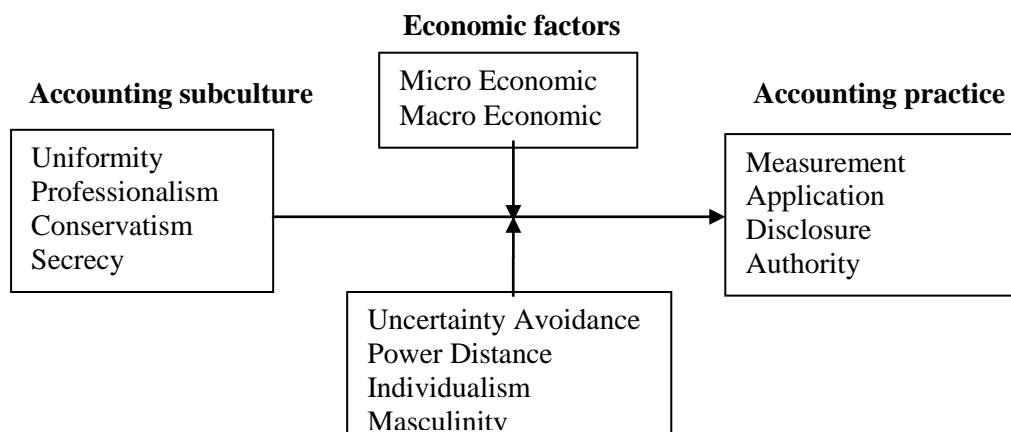 Economic factors
Micro Economic
Macro Economic
Accounting subculture
Uniformity
Professionalism
Conservatism
Secrecy
Accounting practice
Measurement
Application
Disclosure
Authority
Uncertainty Avoidance
Power Distance
Individualism
Masculinity